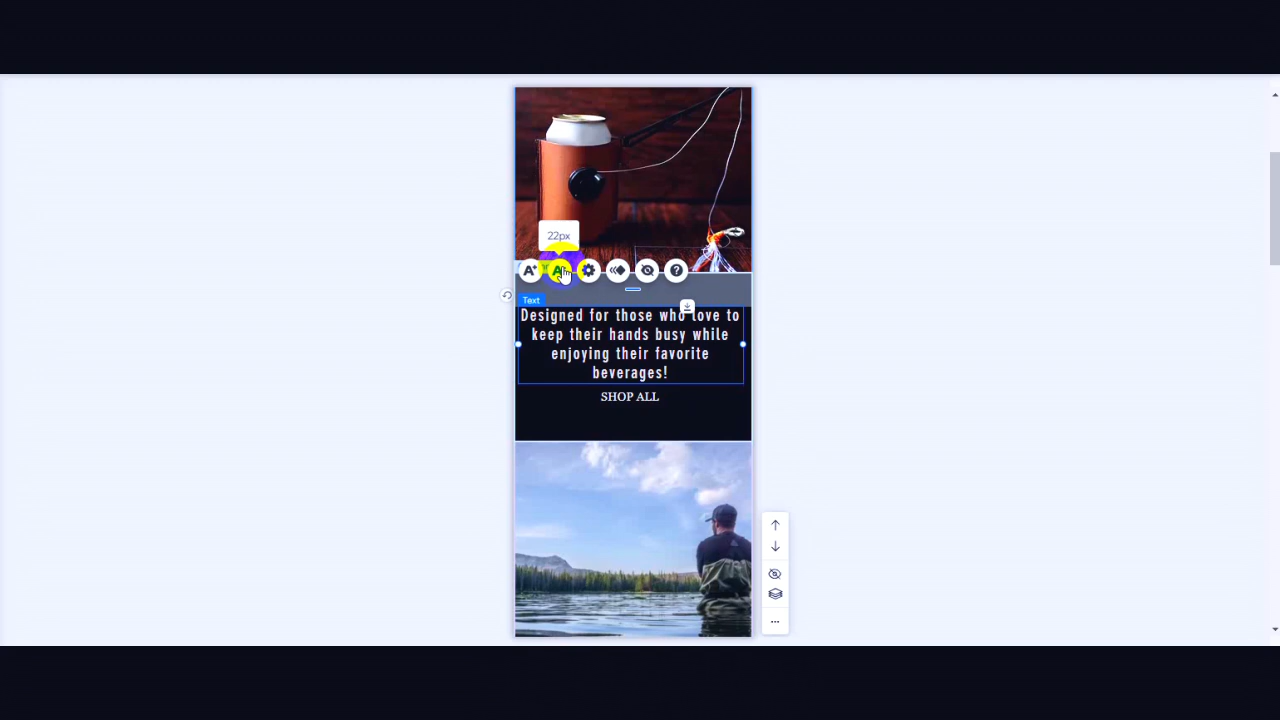 22px
A+
A
?
Text
Designed for those who love to
keep their hands busy while
enjoying their favorite
beverages!
SHOP ALL